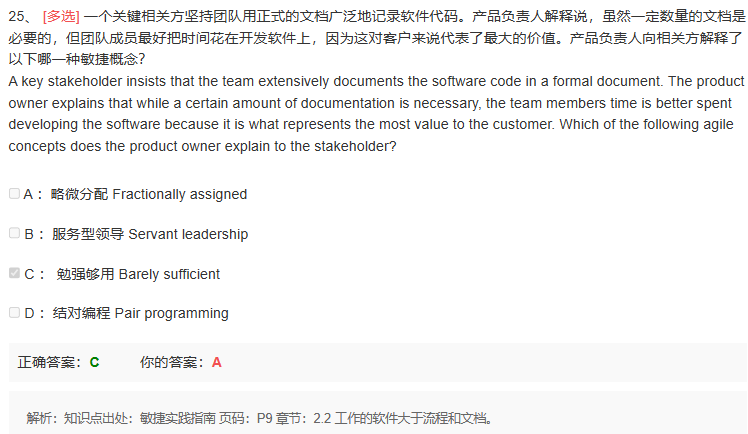 25、 [多选] 一个关键相关方坚持团队用正式的文档广泛地记录软件代码。产品负责人解释说，虽然一定数量的文档是
必要的，但团队成员最好把时间花在开发软件上，因为这对客户来说代表了最大的价值。产品负责人向相关方解释了
以下哪一种敏捷概念？
A key stakeholder insists that the team extensively documents the software code in a formal document. The product
owner explains that while a certain amount of documentation is necessary, the team members time is better spent
developing the software because it is what represents the most value to the customer. Which of the following agile
concepts does the product owner explain to the stakeholder?
A： 略微分配 Fractionally assigned
B： 服务型领导 Servant leadership
C： 勉强够用 Barely sufficient
D： 结对编程 Pair programming
正确答案：C 你的答案：A
解析：知识点出处：敏捷实践指南 页码：P9 章节：2.2 工作的软件大于流程和文档。